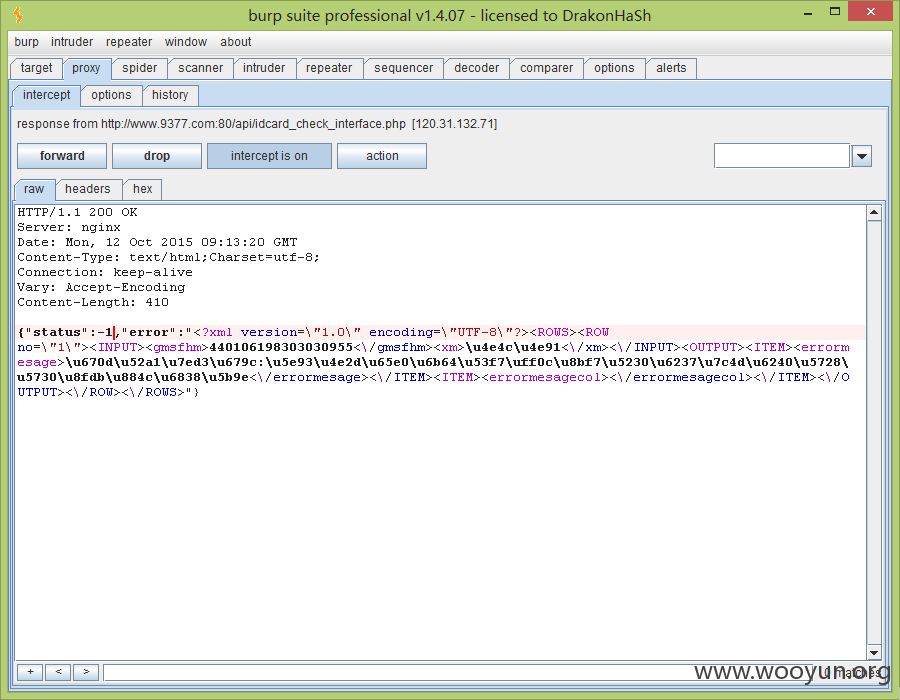 burp suite professional v1.4.07 - licensed to DrakonHaSh
burp intruder repeater window about
target proxy spider scanner intruder repeater sequencer decoder comparer options alerts
intercept options history
response from http://www.9377.com:80/api/idcard_check_interface.php [120.31.132.71]
forward drop intercept is on action
raw headers hex
HTTP/1.1 200 OK
Server: nginx
Date: Mon, 12 Oct 2015 09:13:20 GMT
Content-Type: text/html;Charset=utf-8;
Connection: keep-alive
Vary: Accept-Encoding
Content-Length: 410
{"status":-1,"error":"<?xml version=\"1.0\" encoding=\"UTF-8\"?><ROWS><ROW
no=\"1\"><INPUT><gmsfhm>440106198303030955<\/gmsfhm><xm>\u4e4c\u4e91<\/xm><\/INPUT><OUTPUT><ITEM><errorm
esage>\u670d\u52a1\u7ed3\u679c:\u5e93\u4e2d\u65e0\u6b64\u53f7\uff0c\u8bf7\u5230\u6237\u7c4d\u6240\u5728\
u5730\u8fdb\u884c\u6838\u5b9e<\/errormesage><\/ITEM><ITEM><errormesagecol><\/errormesagecol><\/ITEM><\/O
UTPUT><\/ROW><\/ROWS>"}
+ < > 0 matches
www.wooyun.org